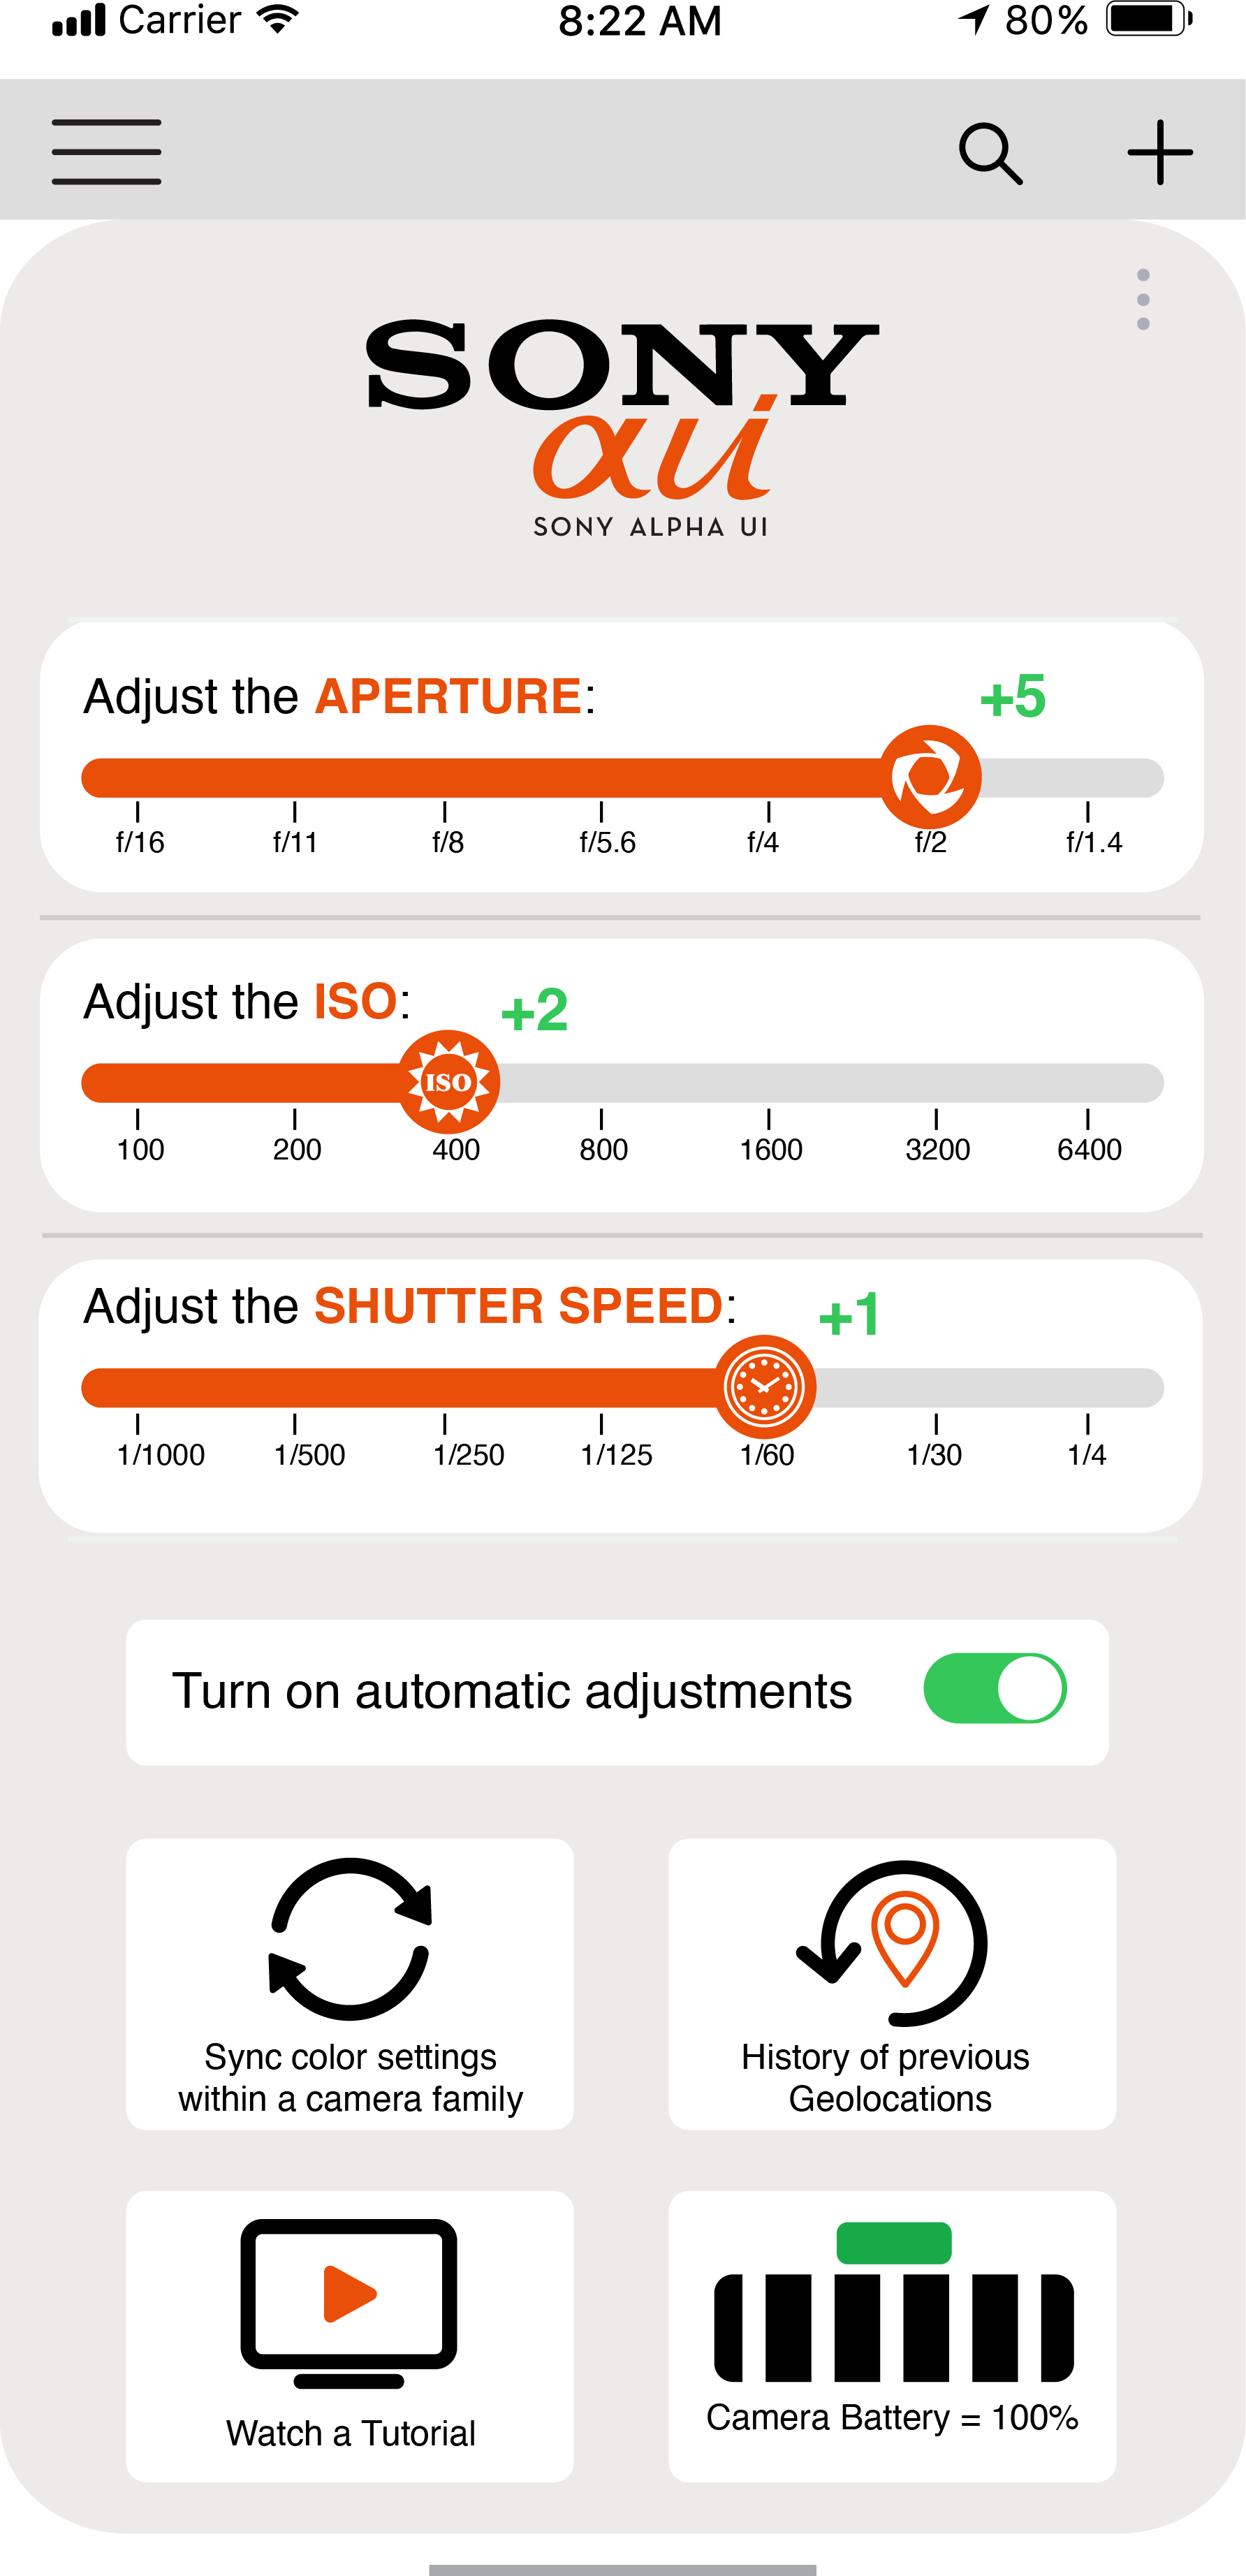 Carrier 8:22 AM 80%
SONY
αui
SONY ALPHA UI
Adjust the APERTURE: +5
f/16 f/11 f/8 f/5.6 f/4 f/2 f/1.4
Adjust the ISO: +2
ISO
100 200 400 800 1600 3200 6400
Adjust the SHUTTER SPEED: +1
1/1000 1/500 1/250 1/125 1/60 1/30 1/4
Turn on automatic adjustments
Sync color settings
within a camera family
History of previous
Geolocations
Watch a Tutorial
Camera Battery = 100%